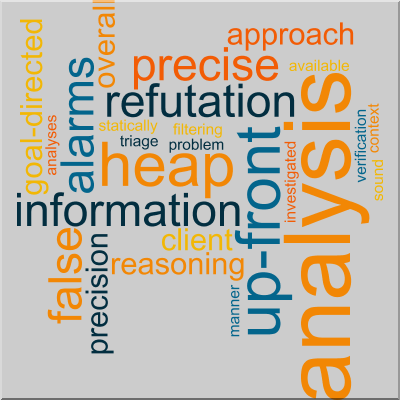 overall
approach
goal-directed
precise
available
alarms
analyses
refutation
statically
filtering
triage
problem
verification
context
heap
up-front
investigated
sound
analysis
information
client
false
precision
reasoning
manner